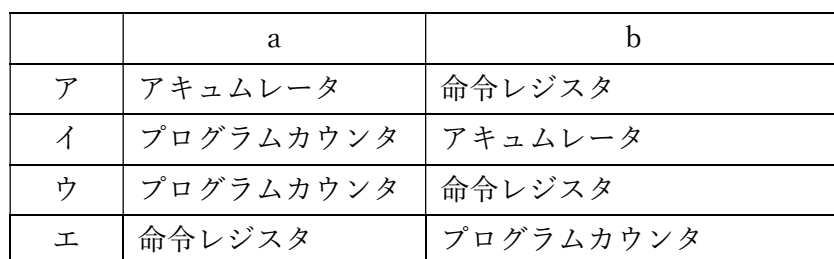 a b
ア アキュムレータ 命令レジスタ
イ プログラムカウンタ アキュムレータ
ウ プログラムカウンタ 命令レジスタ
エ 命令レジスタ プログラムカウンタ